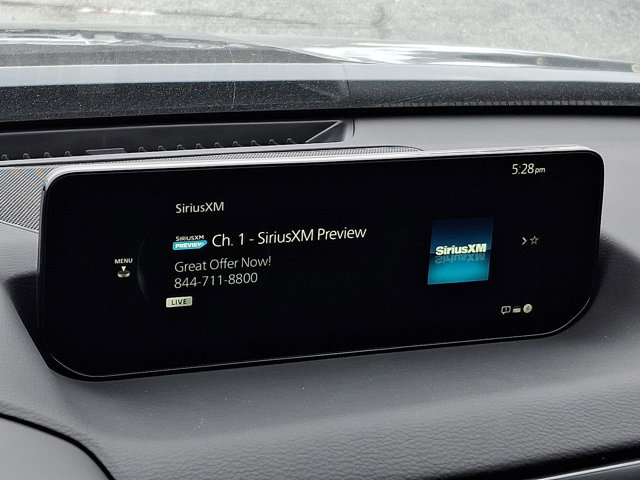 5:28pm
SiriusXM
SIRIUSXM
PREVIEW
Ch. 1 - SiriusXM Preview
SiriusXM
MENU
Great Offer Now!
844-711-8800
LIVE